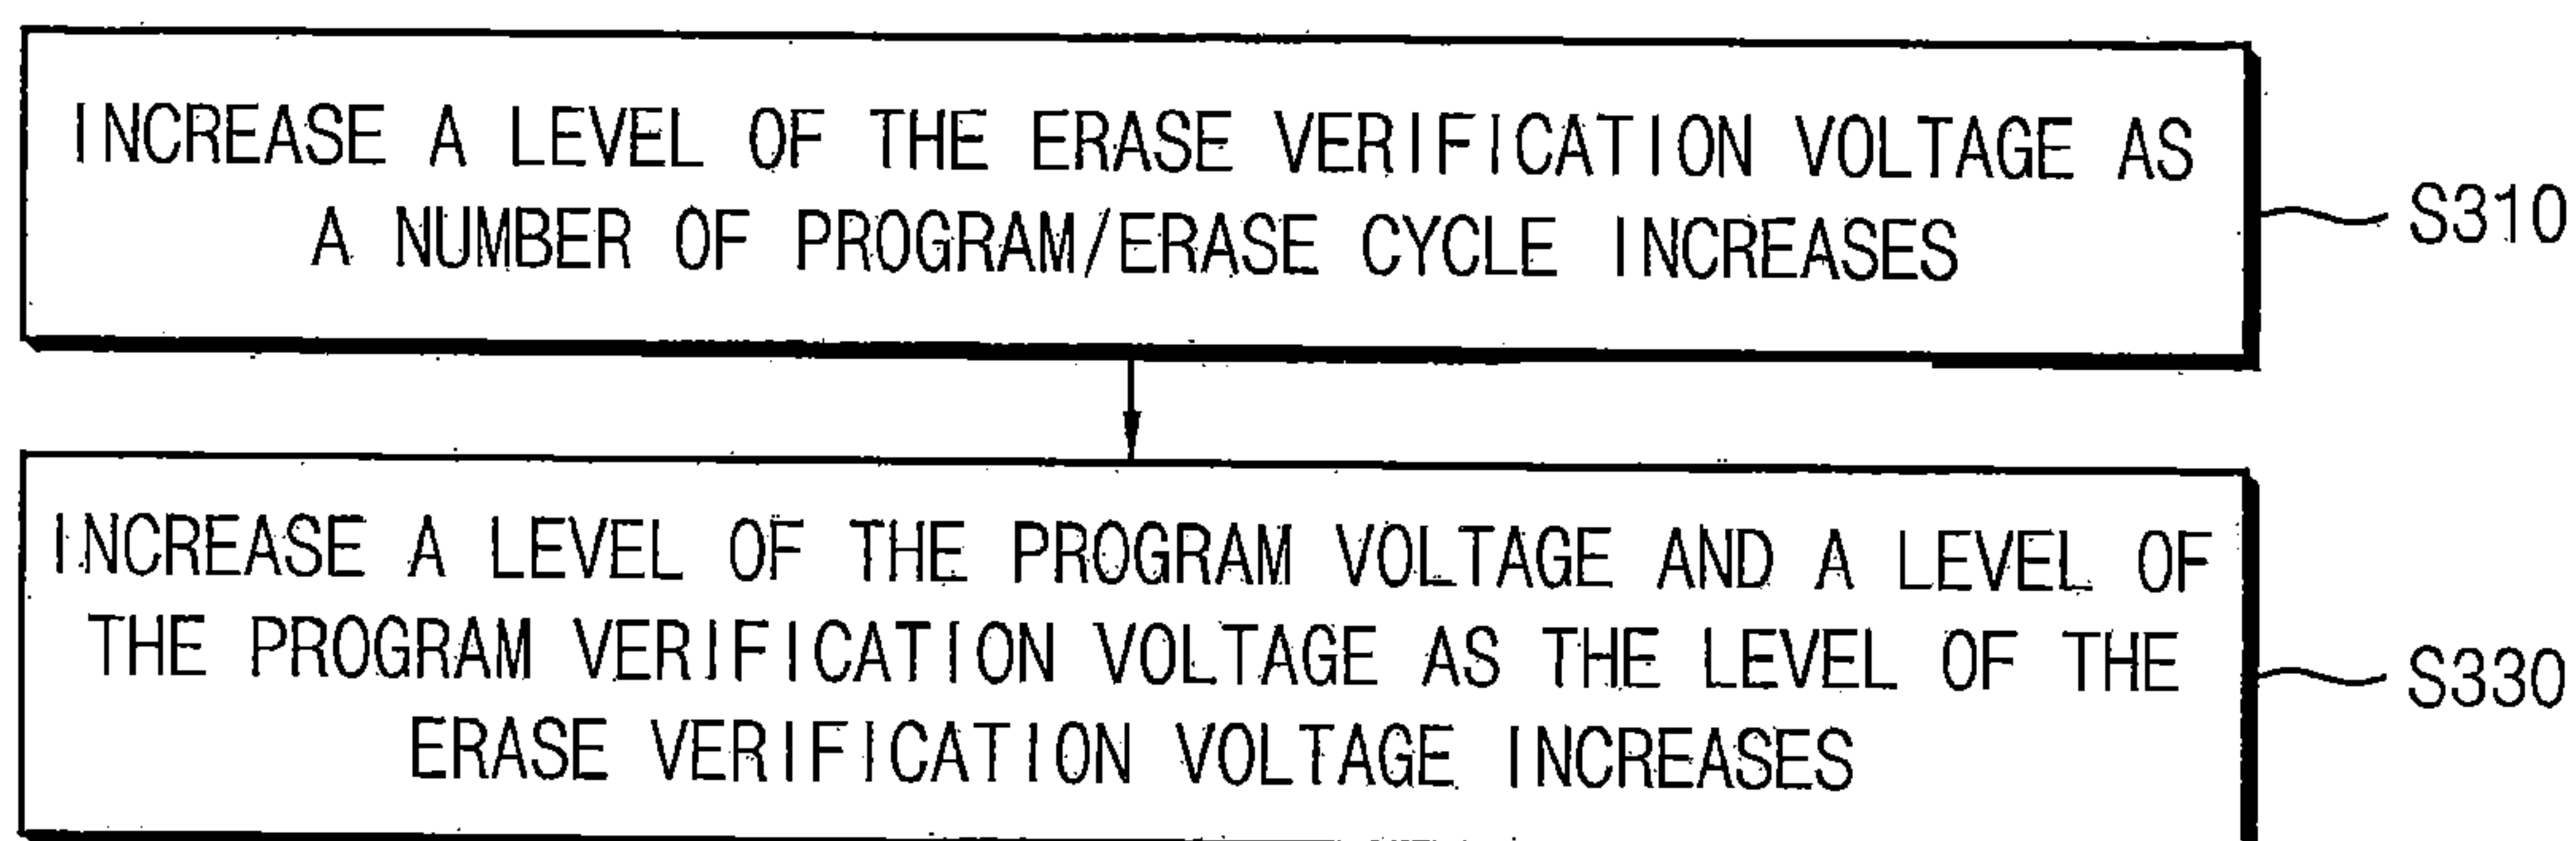 INCREASE A LEVEL OF THE ERASE VERIFICATION VOLTAGE AS
A NUMBER OF PROGRAM/ERASE CYCLE INCREASES
S310
INCREASE A LEVEL OF THE PROGRAM VOLTAGE AND A LEVEL OF
THE PROGRAM VERIFICATION VOLTAGE AS THE LEVEL OF THE
ERASE VERIFICATION VOLTAGE INCREASES
S330